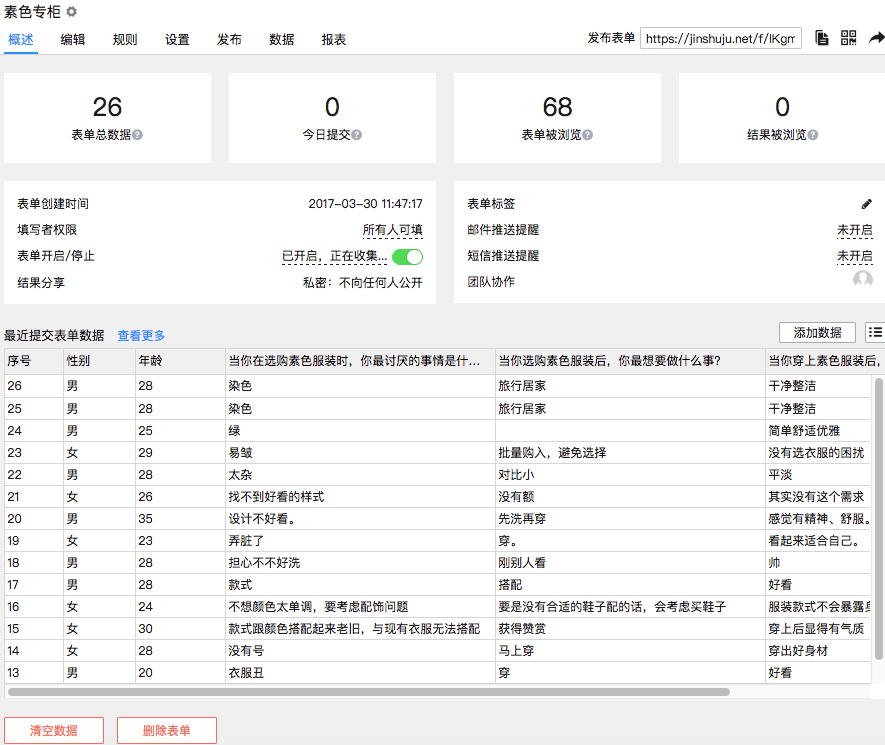 素色专柜
概述 编辑 规则 设置 发布 数据 报表 发布表单 https://jinshuju.net/f/lKgm
26 0 68 0
表单总数据 今日提交 表单被浏览 结果被浏览
表单创建时间 2017-03-30 11:47:17 表单标签
填写者权限 所有人可填 邮件推送提醒 未开启
表单开启/停止 已开启，正在收集... 短信推送提醒 未开启
结果分享 私密：不向任何人公开 团队协作
最近提交表单数据 查看更多 添加数据
序号 性别 年龄 当你在选购素色服装时，你最讨厌的事情是什... 当你选购素色服装后，你最想要做什么事? 当你穿上素色服装后，
26 男 28 染色 旅行居家 干净整洁
25 男 28 染色 旅行居家 干净整洁
24 男 25 绿 简单舒适优雅
23 女 29 易皱 批量购入，避免选择 没有选衣服的困扰
22 男 28 太杂 对比小 平淡
21 女 26 找不到好看的样式 没有额 其实没有这个需求
20 男 35 设计不好看。 先洗再穿 感觉有精神、舒服。
19 女 23 弄脏了 穿。 看起来适合自己。
18 男 28 担心不不好洗 刚别人看 帅
17 男 28 款式 搭配 好看
16 女 24 不想颜色太单调，要考虑配饰问题 要是没有合适的鞋子配的话，会考虑买鞋子 服装款式不会暴露
15 女 30 款式跟颜色搭配起来老旧，与现有衣服无法搭配 获得赞赏 穿上后显得有气质
14 女 28 没有号 马上穿 穿出好身材
13 男 20 衣服丑 穿 好看
清空数据 删除表单